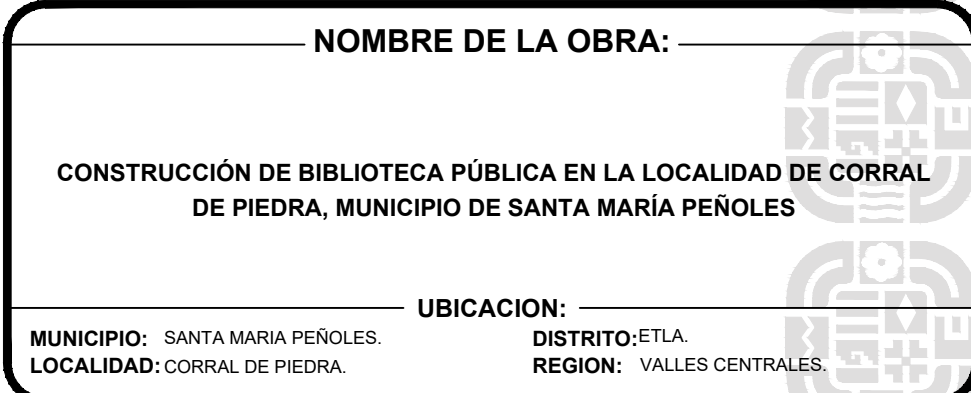 NOMBRE DE LA OBRA:
CONSTRUCCIÓN DE BIBLIOTECA PÚBLICA EN LA LOCALIDAD DE CORRAL
DE PIEDRA, MUNICIPIO DE SANTA MARÍA PEÑOLES
UBICACION:
MUNICIPIO: SANTA MARIA PEÑOLES. DISTRITO: ETLA.
LOCALIDAD: CORRAL DE PIEDRA. REGION: VALLES CENTRALES.